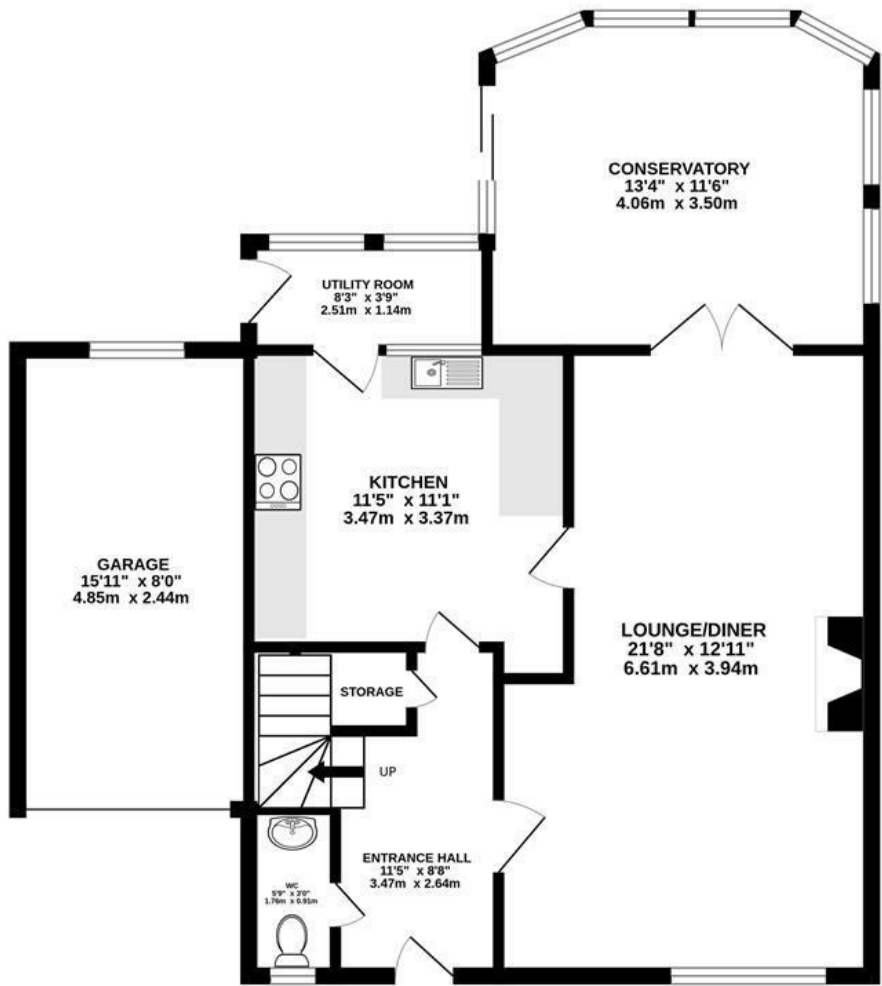 CONSERVATORY
13'4" x 11'6"
4.06m x 3.50m
UTILITY ROOM
8'3" x 3'9"
2.51m x 1.14m
KITCHEN
11'5" x 11'1"
3.47m x 3.37m
GARAGE
15'11" x 8'0"
4.85m x 2.44m
LOUNGE/DINER
21'8" x 12'11"
6.61m x 3.94m
STORAGE
UP
ENTRANCE HALL
11'5" x 8'8"
3.47m x 2.64m
WC
5'9" x 3'0"
1.76m x 0.91m